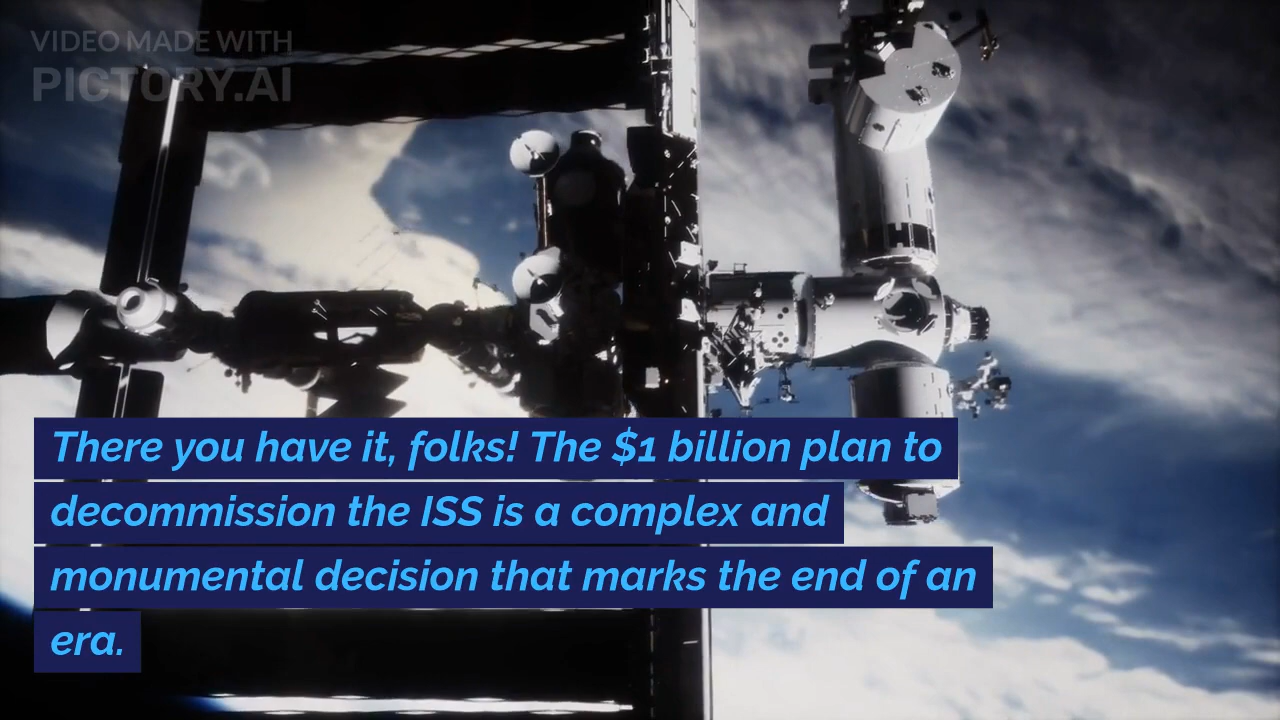 VIDEO MADE WITH
PICTORY.AI
There you have it, folks! The $1 billion plan to
decommission the ISS is a complex and
monumental decision that marks the end of an
era.